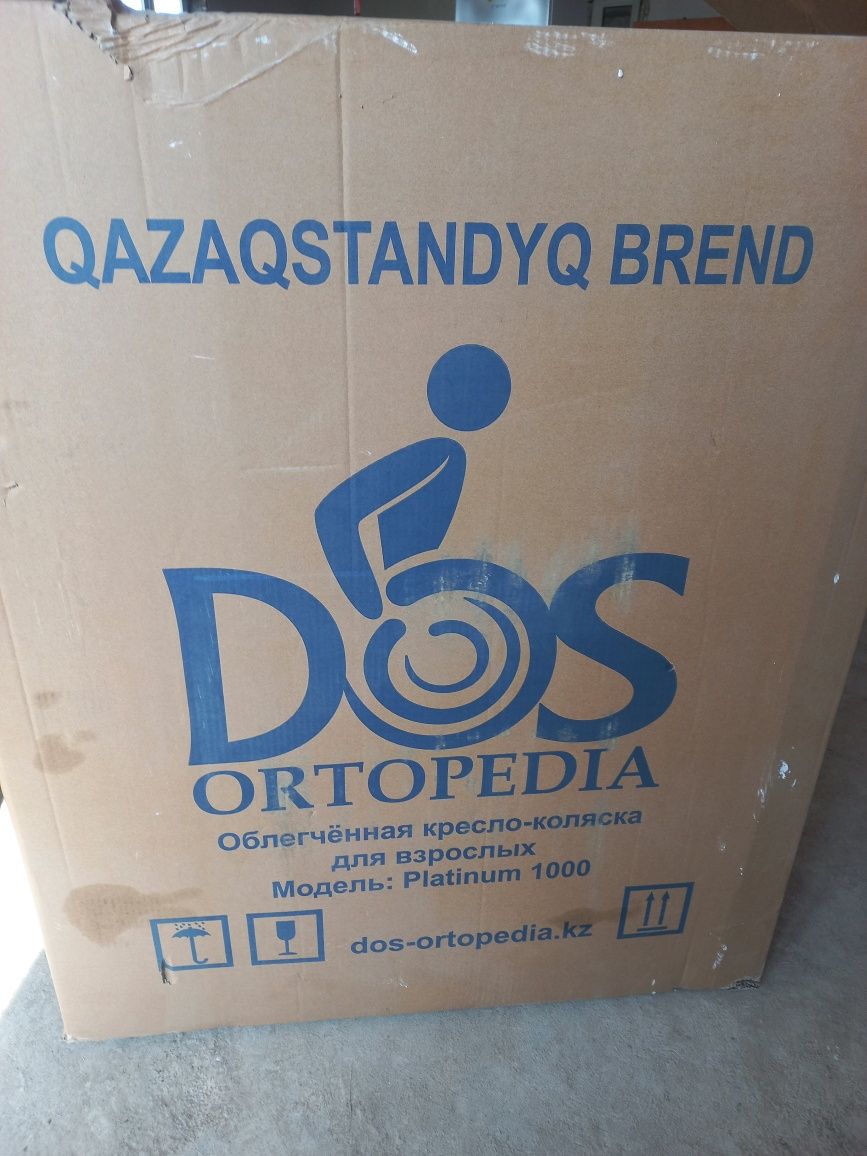 QAZAQSTANDYQ BREND
DOS
ORTOPEDIA
Облегчённая кресло-коляска
для взрослых
Модель: Platinum 1000
dos-ortopedia.kz